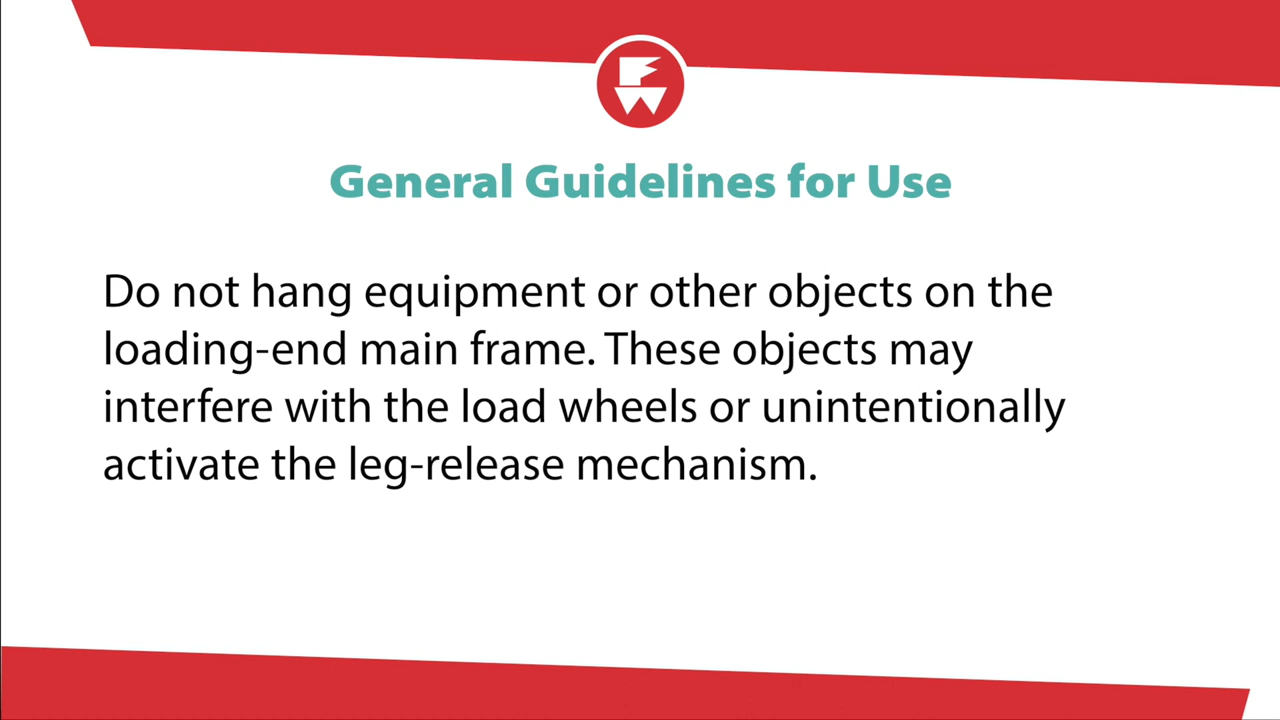 General Guidelines for Use
Do not hang equipment or other objects on the
loading-end main frame. These objects may
interfere with the load wheels or unintentionally
activate the leg-release mechanism.